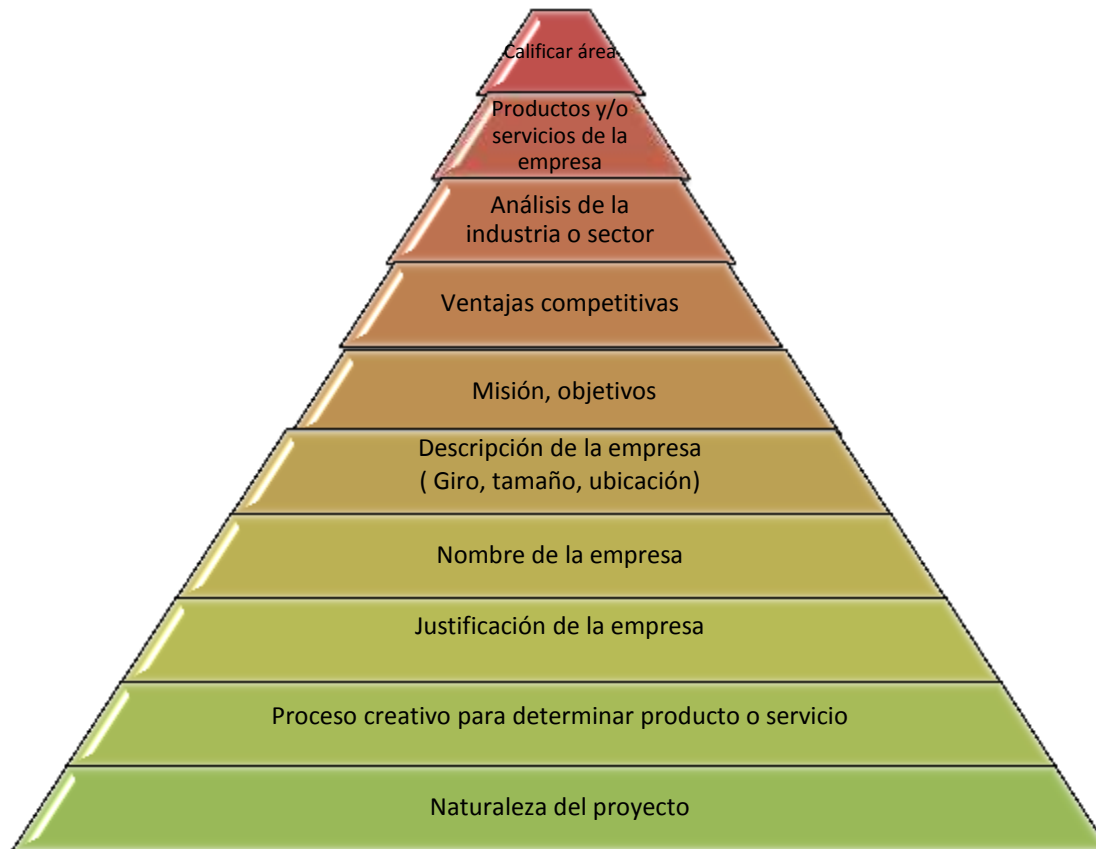 Calificar área
Productos y/o
servicios de la
empresa
Análisis de la
industria o sector
Ventajas competitivas
Misión, objetivos
Descripción de la empresa
( Giro, tamaño, ubicación)
Nombre de la empresa
Justificación de la empresa
Proceso creativo para determinar producto o servicio
Naturaleza del proyecto